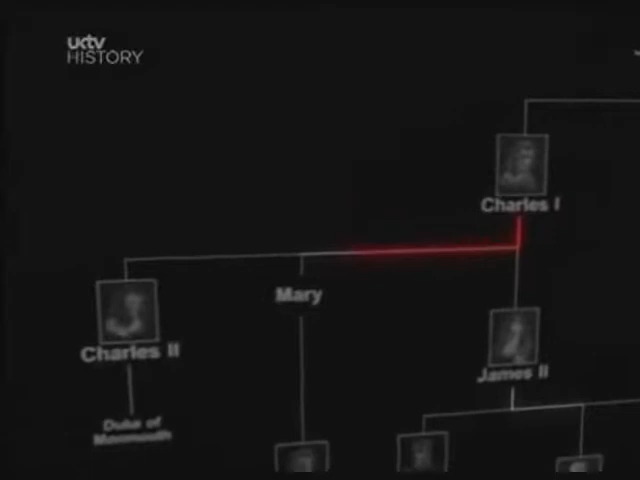 uktv
HISTORY
Charles I
Mary
Charles II
James II
Duke of
Monmouth